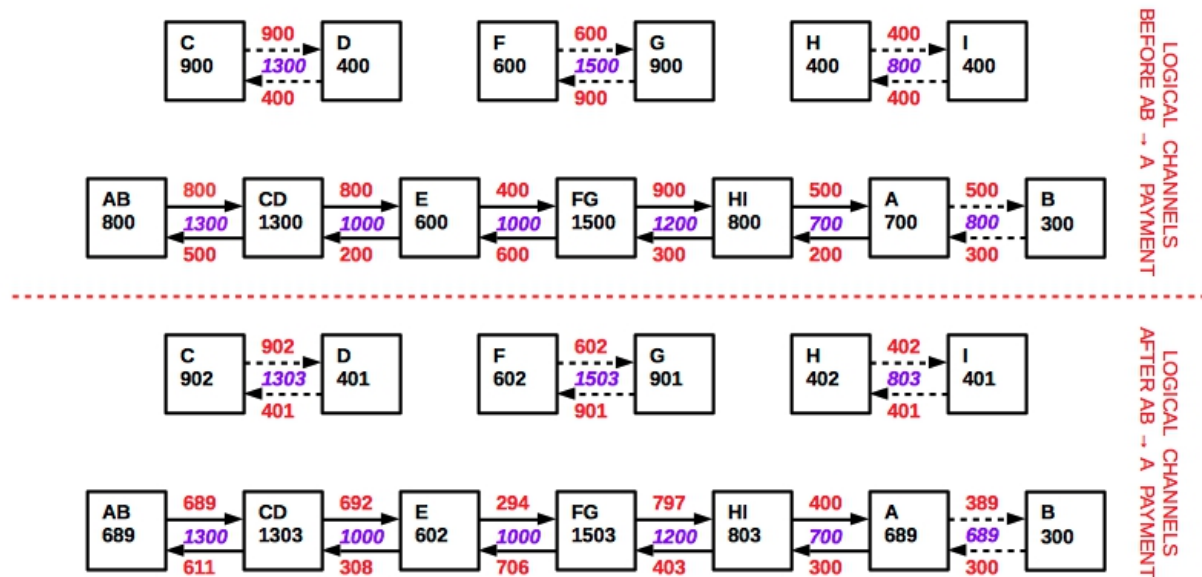 900 600 400
C D F G H I
900 1300 400 600 1500 900 400 800 400
400 900 400
LOGICAL CHANNELS
BEFORE AB → A PAYMENT
800 800 400 900 500 500
AB CD E FG HI A B
800 1300 1300 1000 600 1000 1500 1200 800 700 700 800 300
500 200 600 300 200 300
902 602 402
C D F G H I
902 1303 401 602 1503 901 402 803 401
401 901 401
LOGICAL CHANNELS
AFTER AB → A PAYMENT
689 692 294 797 400 389
AB CD E FG HI A B
689 1300 1303 1000 602 1000 1503 1200 803 700 689 689 300
611 308 706 403 300 300